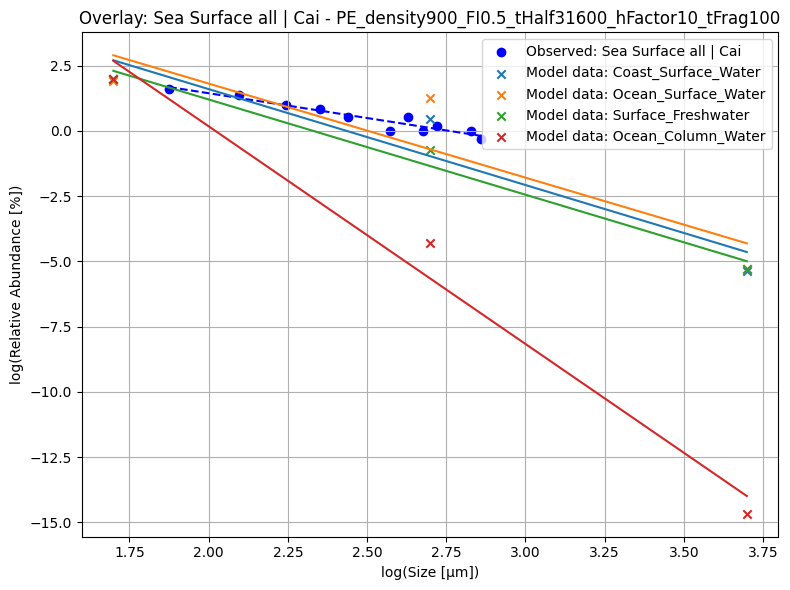 Overlay: Sea Surface all | Cai - PE_density900_FI0.5_tHalf31600_hFactor10_tFrag100
Observed: Sea Surface all | Cai
Model data: Coast_Surface_Water
Model data: Ocean_Surface_Water
Model data: Surface_Freshwater
Model data: Ocean_Column_Water
log(Relative Abundance [%])
2.5
0.0
−2.5
−5.0
−7.5
−10.0
−12.5
−15.0
1.75 2.00 2.25 2.50 2.75 3.00 3.25 3.50 3.75
log(Size [μm])